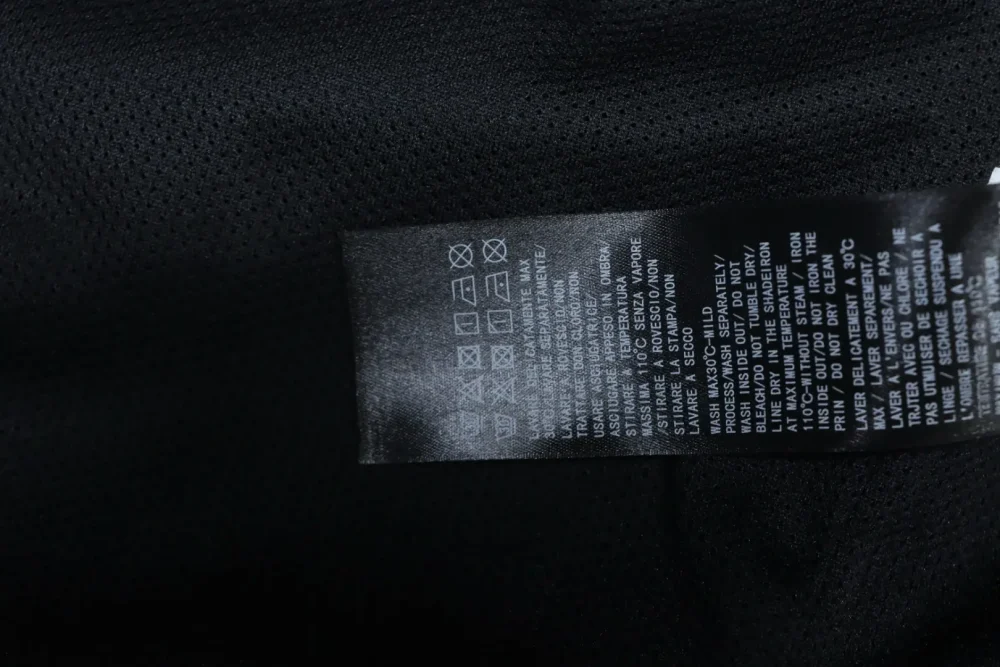 LAVARE DELICATAMENTE MAX
30℃/LAVARE SEPARATAMENTE/
LAVARE A ROVESCIO/NON
TRATTARE CON CLORO/NON
USARE ASCIUGATRICE/
ASCIUGARE APPESO IN OMBRA/
STIRARE A TEMPERATURA
MASSIMA 110℃ SENZA VAPORE
/STIRARE A ROVESCIO/NON
STIRARE LA STAMPA/NON
LAVARE A SECCO
WASH MAX30℃-MILD
PROCESS/WASH SEPARATELY/
WASH INSIDE OUT/ DO NOT
BLEACH/DO NOT TUMBLE DRY/
LINE DRY IN THE SHADEIRON
AT MAXIMUM TEMPERATURE
110℃-WITHOUT STEAM / IRON
INSIDE OUT/DO NOT IRON THE
PRIN/ DO NOT DRY CLEAN
LAVER DELICATEMENT A 30℃
MAX / LAVER SEPAREMENT/
LAVER A L'ENVERS/NE PAS
TRAITER AVEC OU CHLORE / NE
PAS UTMISER DE SECHOIR A
LINGE / SECHAGE SUSPENDU A
L'OMBRE REPASSER A UNE